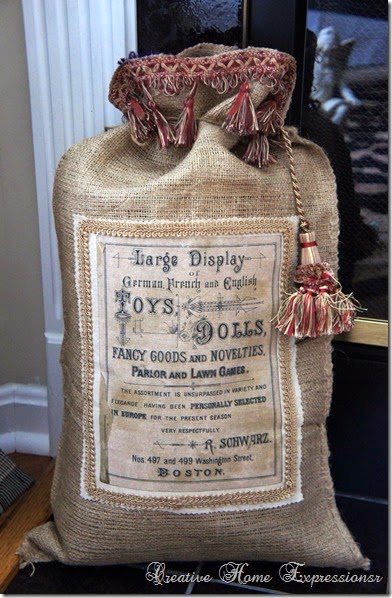 Large Display
of
German, French and English
Toys,
Dolls,
Fancy Goods and Novelties,
Parlor and Lawn Games.
The assortment is unsurpassed in variety and
elegance, having been personally selected
in Europe for the present season
Very respectfully,
R. Schwarz.
Nos. 497 and 499 Washington Street,
Boston.
Creative Home Expressionsr